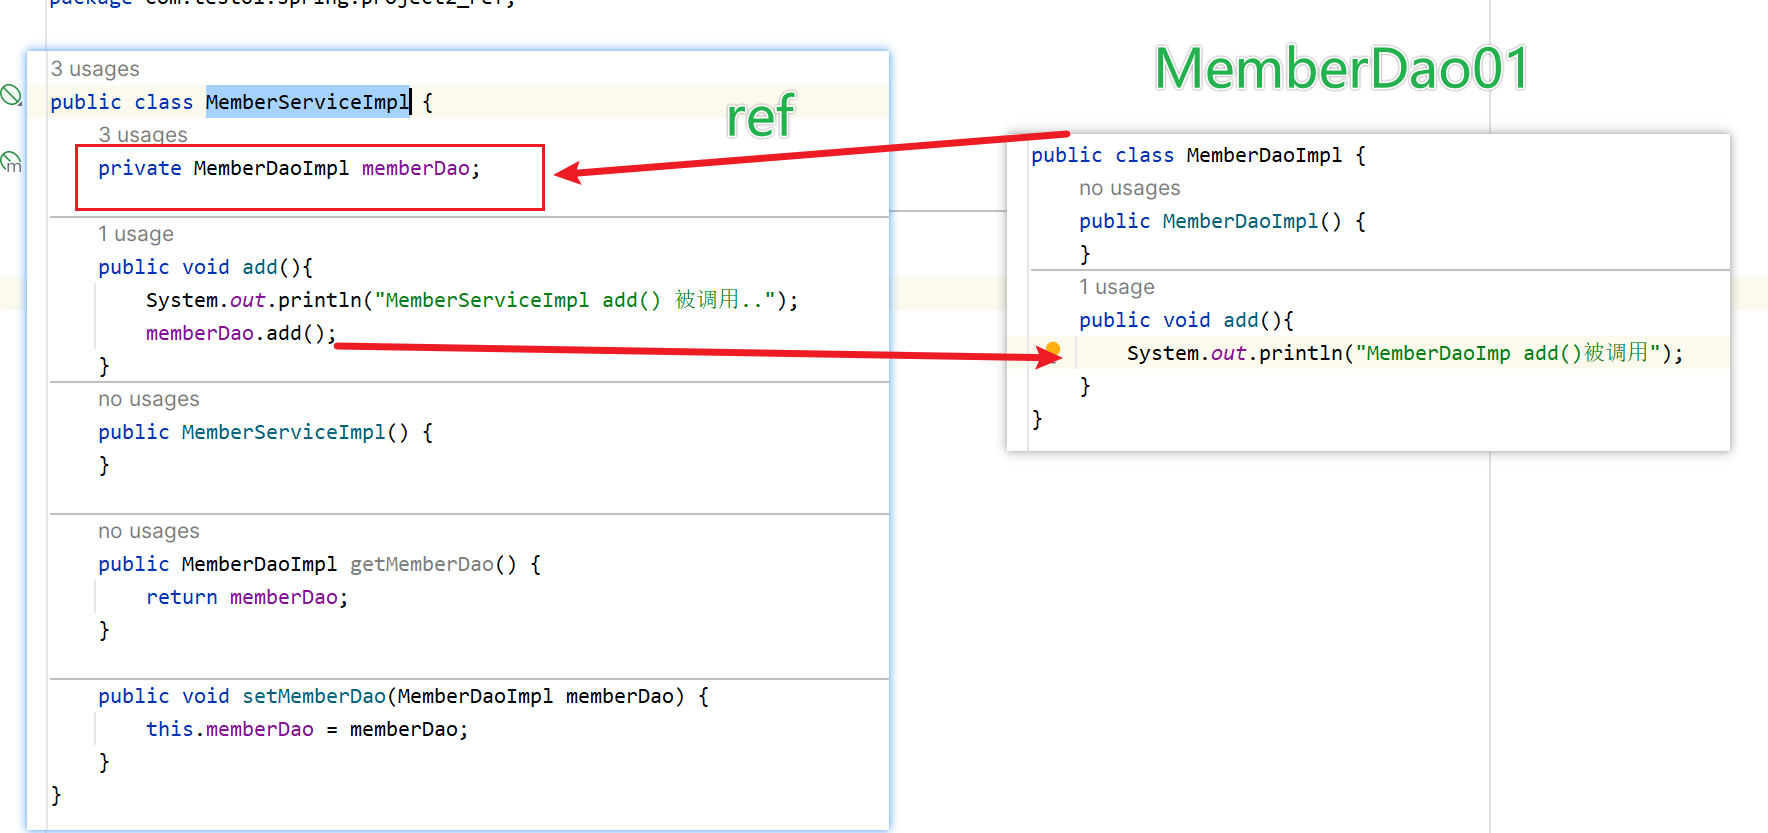 package com.test01.spring.project2_ref;
3 usages
public class MemberServiceImpl {
3 usages
private MemberDaoImpl memberDao;
1 usage
public void add(){
System.out.println("MemberServiceImpl add() 被调用..");
memberDao.add();
}
no usages
public MemberServiceImpl() {
}
no usages
public MemberDaoImpl getMemberDao() {
return memberDao;
}
public void setMemberDao(MemberDaoImpl memberDao) {
this.memberDao = memberDao;
}
}
ref
MemberDao01
public class MemberDaoImpl {
no usages
public MemberDaoImpl() {
}
1 usage
public void add(){
System.out.println("MemberDaoImp add()被调用");
}
}